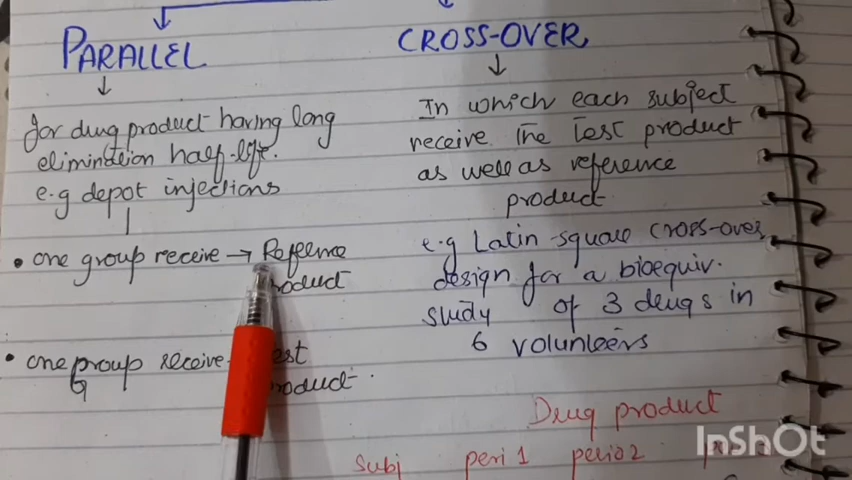 PARALLEL
for drug product having long
elimination half-life.
e.g depot injections
• one group receive → Reference
product
• one group receive
product.
CROSS-OVER
In which each subject
receive the test product
as well as reference
product
e.g Latin-square cross-over
design for a bioequiv.
study of 3 drugs in
6 volunteers
Drug product
Subj peri 1 perio 2
InShOt